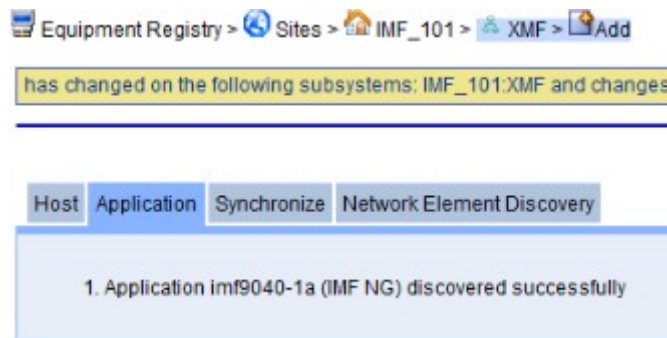 Equipment Registry > Sites > IMF_101 > XMF > Add
has changed on the following subsystems: IMF_101:XMF and changes
Host Application Synchronize Network Element Discovery
1. Application imf9040-1a (IMF NG) discovered successfully